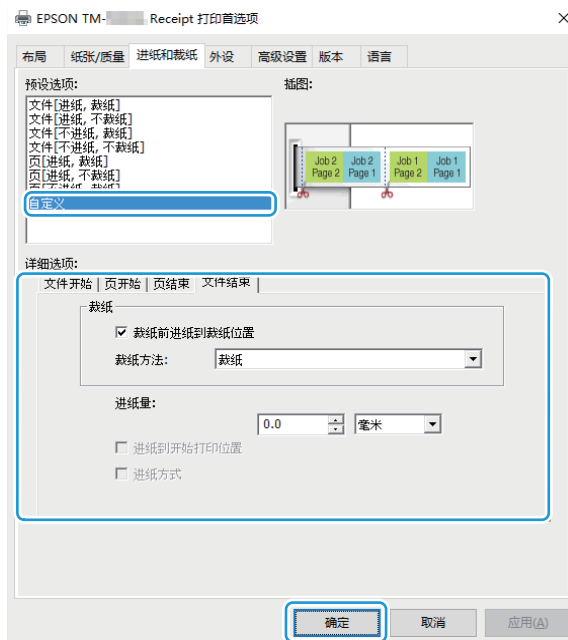 EPSON TM- Receipt 打印首选项
布局 纸张/质量 进纸和裁纸 外设 高级设置 版本 语言
预设选项:
文件[进纸, 裁纸]
文件[进纸, 不裁纸]
文件[不进纸, 裁纸]
文件[不进纸, 不裁纸]
页[进纸, 裁纸]
页[进纸, 不裁纸]
页[不进纸, 裁纸]
自定义
插图:
Job 2 Job 2 Job 1 Job 1
Page 2 Page 1 Page 2 Page 1
详细选项:
文件开始 页开始 页结束 文件结束
裁纸
裁纸前进纸到裁纸位置
裁纸方法: 裁纸
进纸量:
0.0 毫米
进纸到开始打印位置
进纸方式
确定 取消 应用(A)